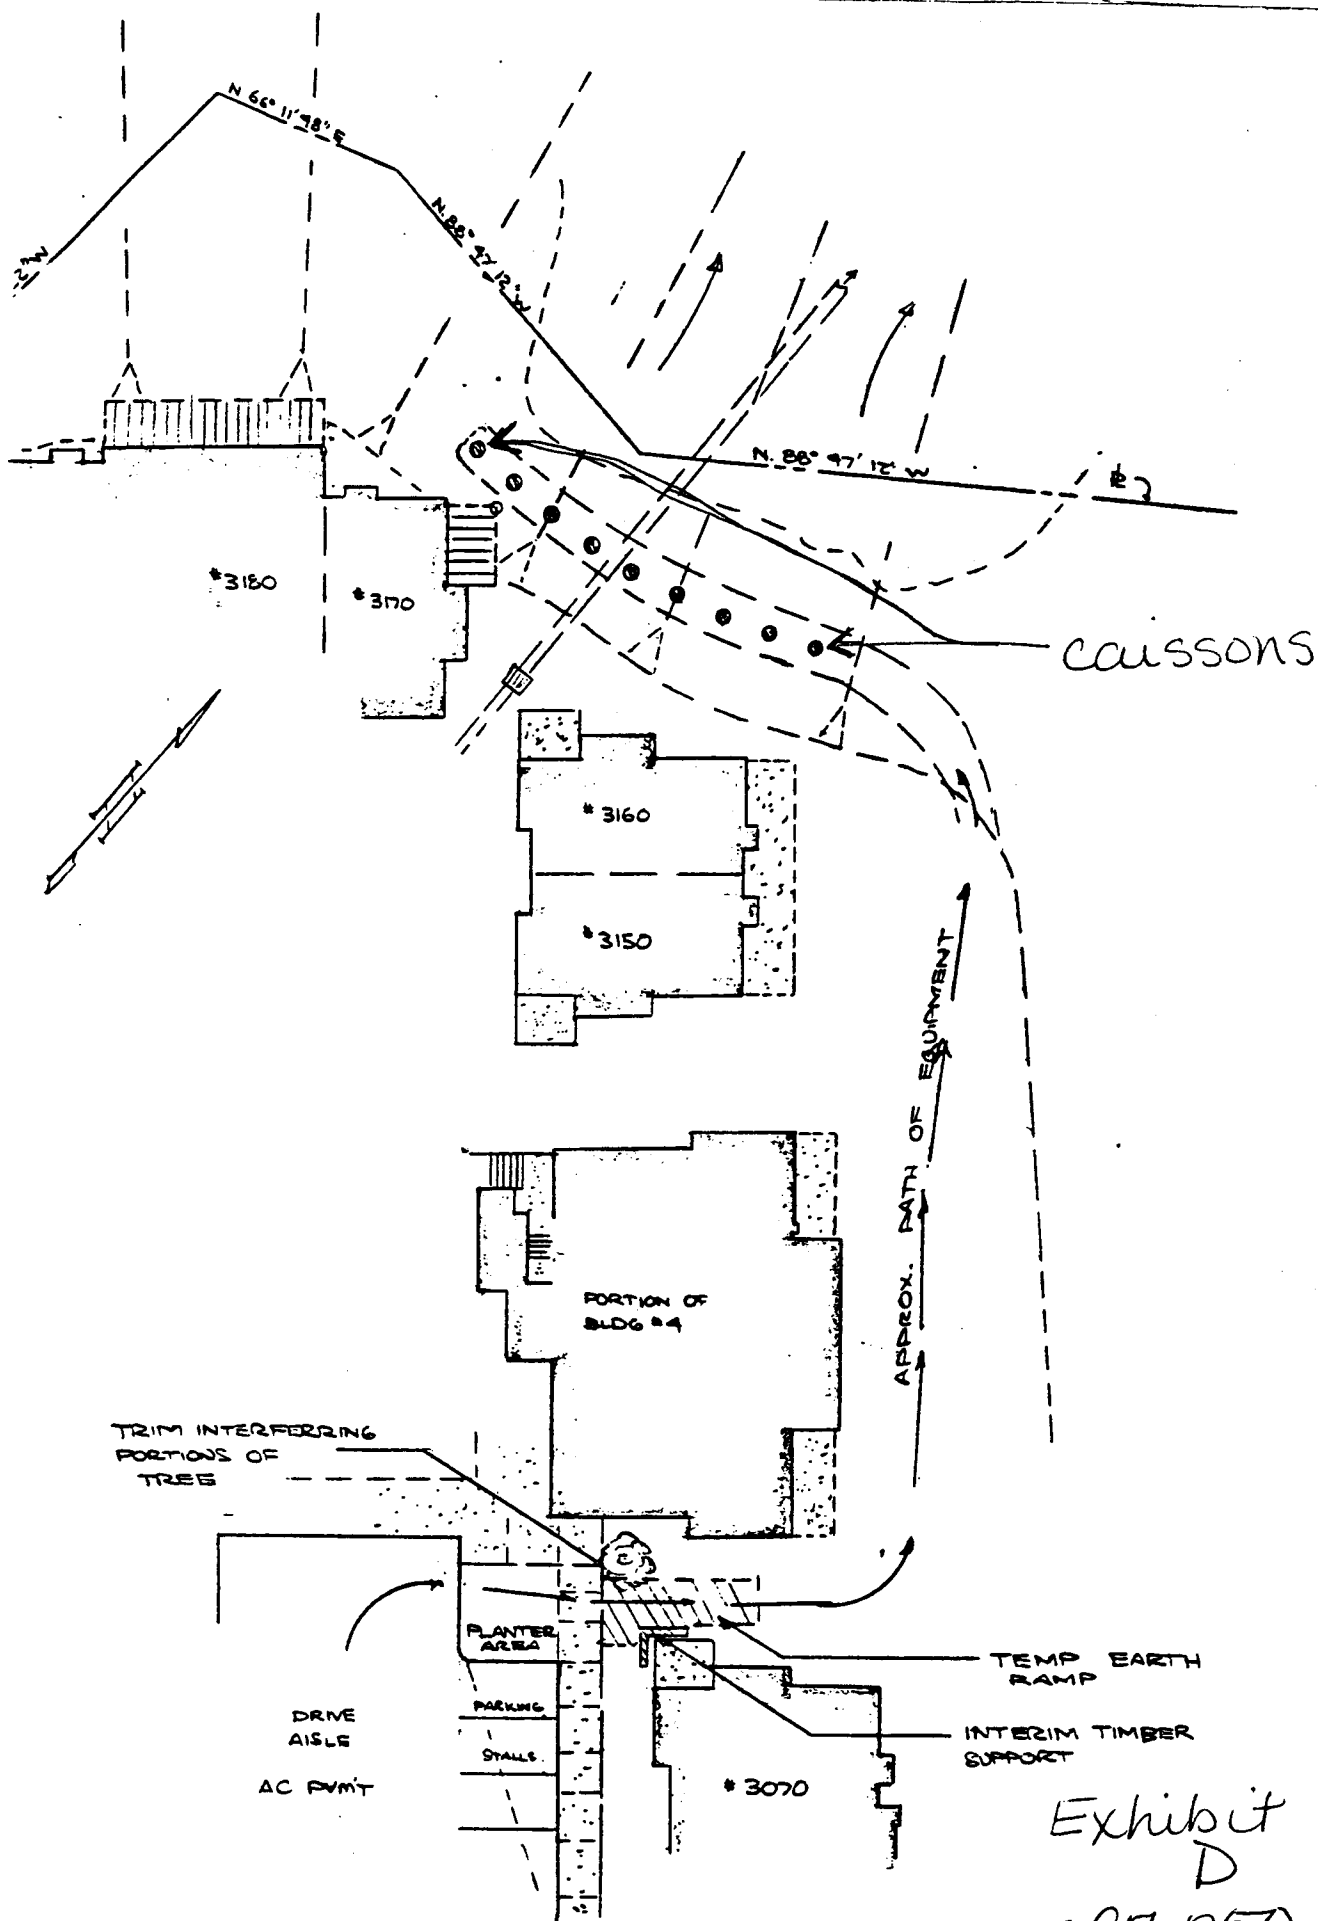 N 66° 11' 48" E
N. 88° 47' 12" W
2" W
N. 88° 47' 12" W
#3180
#3170
caissons
#3160
#3150
APPROX. PATH OF EQUIPMENT
PORTION OF
BLDG #4
TRIM INTERFERRING
PORTIONS OF
TREE
PLANTER
AREA
TEMP EARTH
RAMP
PARKING
DRIVE
AISLE
STALLS
INTERIM TIMBER
SUPPORT
AC PVM'T
#3070
Exhibit
D